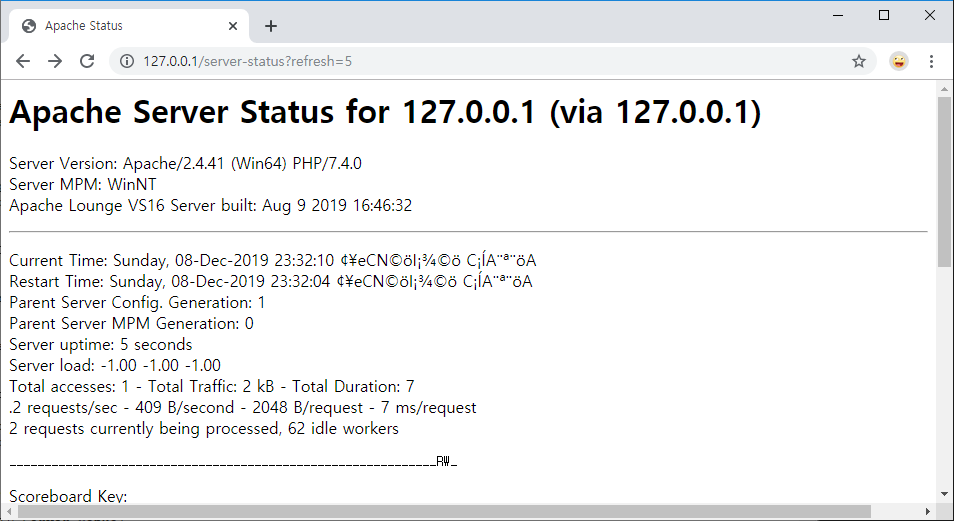 Apache Status
127.0.0.1/server-status?refresh=5
Apache Server Status for 127.0.0.1 (via 127.0.0.1)
Server Version: Apache/2.4.41 (Win64) PHP/7.4.0
Server MPM: WinNT
Apache Lounge VS16 Server built: Aug 9 2019 16:46:32
Current Time: Sunday, 08-Dec-2019 23:32:10 ¢¥eCN©öI¡¾©ö C¡ÍA¨ª¨öA
Restart Time: Sunday, 08-Dec-2019 23:32:04 ¢¥eCN©öI¡¾©ö C¡ÍA¨ª¨öA
Parent Server Config. Generation: 1
Parent Server MPM Generation: 0
Server uptime: 5 seconds
Server load: -1.00 -1.00 -1.00
Total accesses: 1 - Total Traffic: 2 kB - Total Duration: 7
.2 requests/sec - 409 B/second - 2048 B/request - 7 ms/request
2 requests currently being processed, 62 idle workers
_____________________________________________________________RW_
Scoreboard Key: